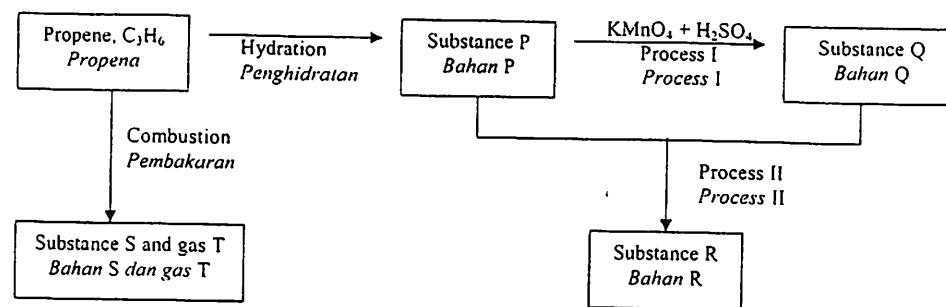 Propene, C₃H₆
Propena
Hydration
Penghidratan
Substance P
Bahan P
KMnO₄ + H₂SO₄
Process I
Process I
Substance Q
Bahan Q
Combustion
Pembakaran
Process II
Process II
Substance S and gas T
Bahan S dan gas T
Substance R
Bahan R